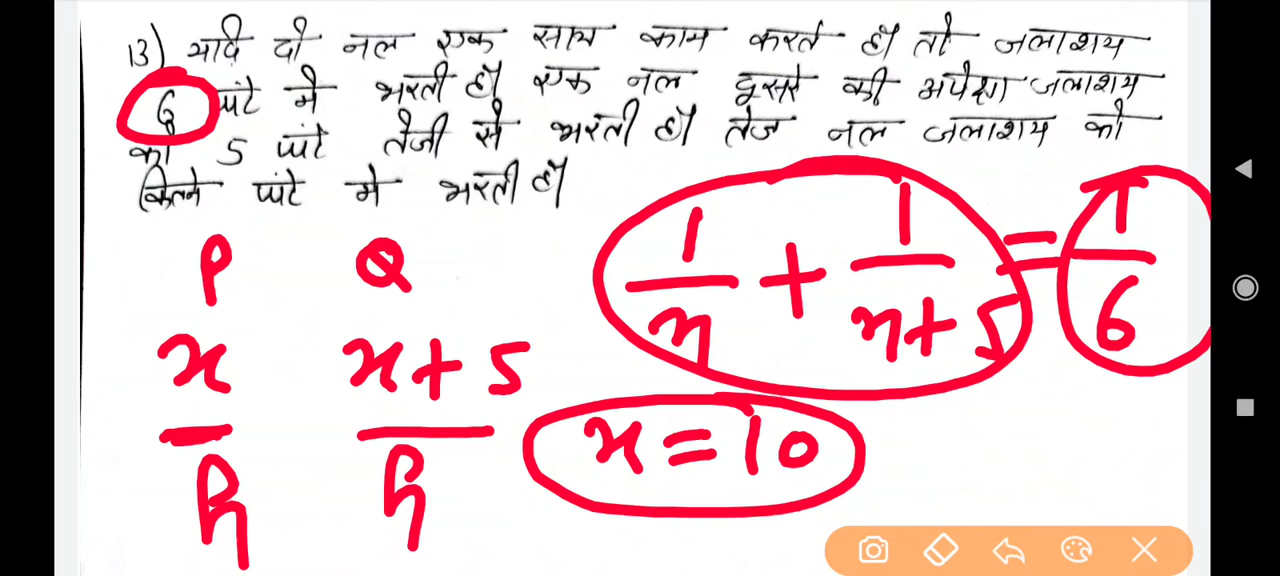 13) यदि दो नल एक साथ काम करते हों तो जलाशय
6 घंटे मे भरती हों एक नल दूसरे की अपेक्षा जलाशय
को 5 घंटे तेजी से भरती हों तेज नल जलाशय को
कितने घंटे मे भरती हों
P Q
x x+5
h h
1/x + 1/x+5 = 1/6
x=10